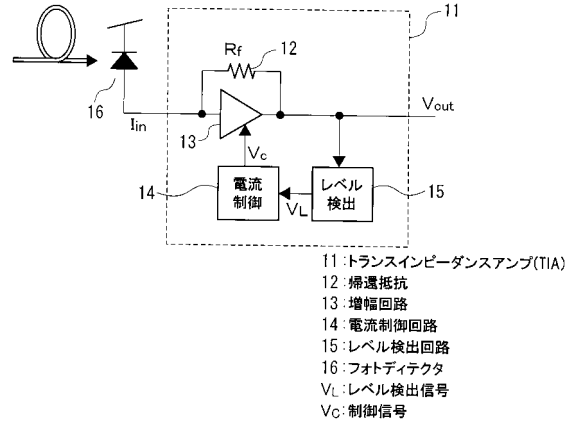 11
Rf
12
16
Iin
13
Vout
Vc
14
電流
制御
VL
レベル
検出
15
11:トランスインピーダンスアンプ(TIA)
12:帰還抵抗
13:増幅回路
14:電流制御回路
15:レベル検出回路
16:フォトディテクタ
VL:レベル検出信号
Vc:制御信号